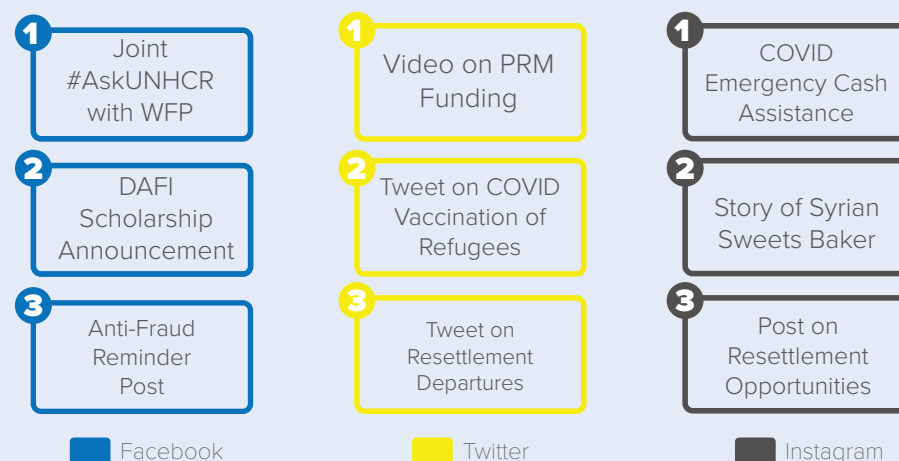 1
Joint
#AskUNHCR
with WFP
2
DAFI
Scholarship
Announcement
3
Anti-Fraud
Reminder
Post
Facebook
1
Video on PRM
Funding
2
Tweet on COVID
Vaccination of
Refugees
3
Tweet on
Resettlement
Departures
Twitter
1
COVID
Emergency Cash
Assistance
2
Story of Syrian
Sweets Baker
3
Post on
Resettlement
Opportunities
Instagram